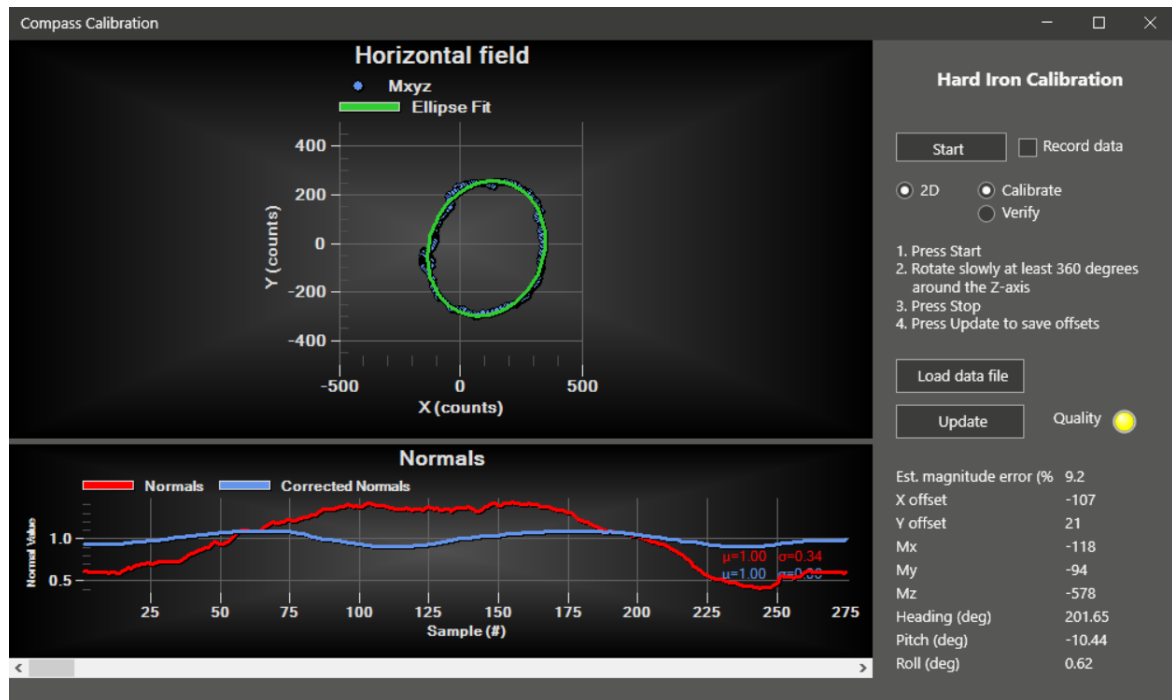 Compass Calibration
Horizontal field
Mxyz
Ellipse Fit
400
200
0
-200
-400
Y (counts)
-500 0 500
X (counts)
Normals
Normals Corrected Normals
Normal Value
1.0
0.5
μ=1.00 σ=0.34
μ=1.00
25 50 75 100 125 150 175 200 225 250 275
Sample (#)
Hard Iron Calibration
Start Record data
2D Calibrate
Verify
1. Press Start
2. Rotate slowly at least 360 degrees
around the Z-axis
3. Press Stop
4. Press Update to save offsets
Load data file
Update Quality
Est. magnitude error (% 9.2
X offset -107
Y offset 21
Mx -118
My -94
Mz -578
Heading (deg) 201.65
Pitch (deg) -10.44
Roll (deg) 0.62